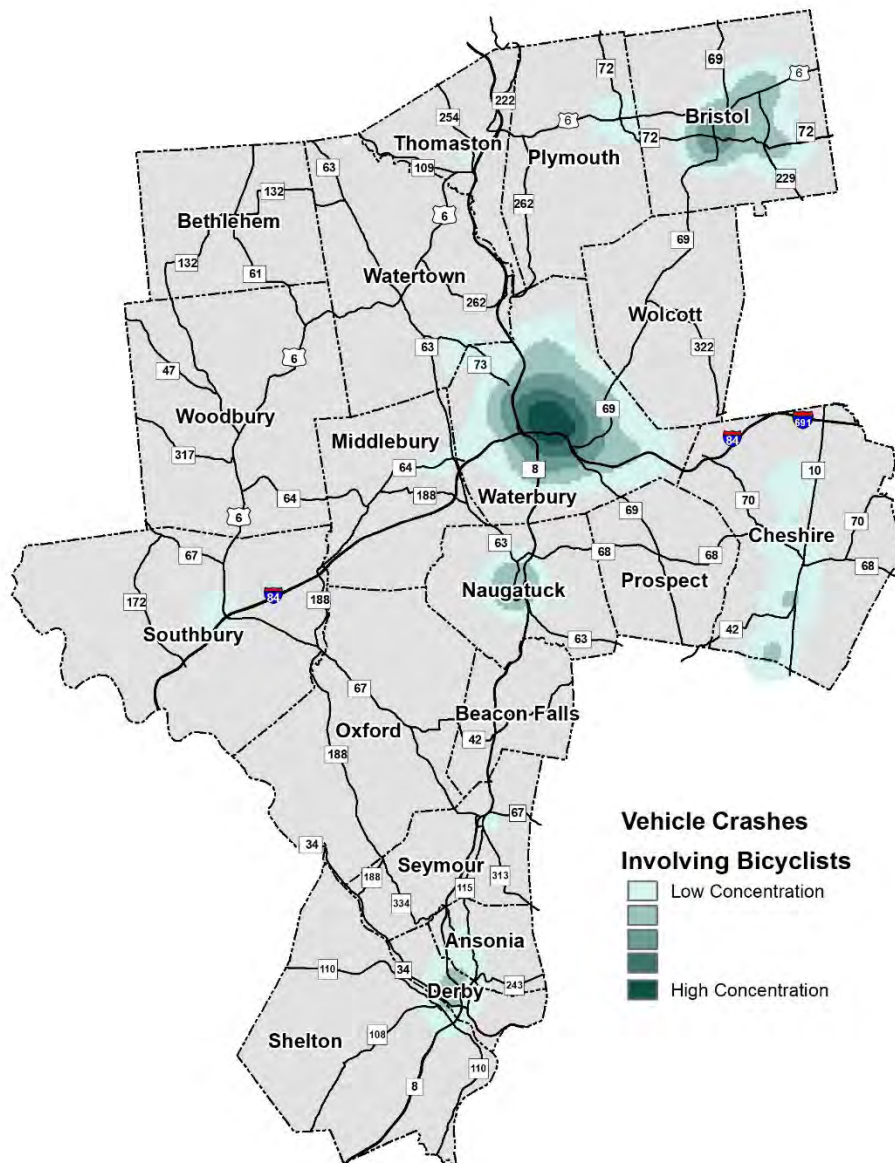 69
6
72
222
Bristol
254
6
Thomaston
72
72
Plymouth
63
109
132
229
262
6
Bethlehem
69
132
61
Watertown
262
Wolcott
63
322
6
73
47
Woodbury
69
691
84
Middlebury
317
10
64
8
188
64
Waterbury
70
6
69
70
Cheshire
63
67
68
68
68
Naugatuck
Prospect
84
172
188
42
Southbury
63
67
Beacon Falls
Oxford
42
188
67
Vehicle Crashes
34
Involving Bicyclists
Seymour
188
313
Low Concentration
115
334
Ansonia
110
34
243
Derby
High Concentration
108
Shelton
110
8